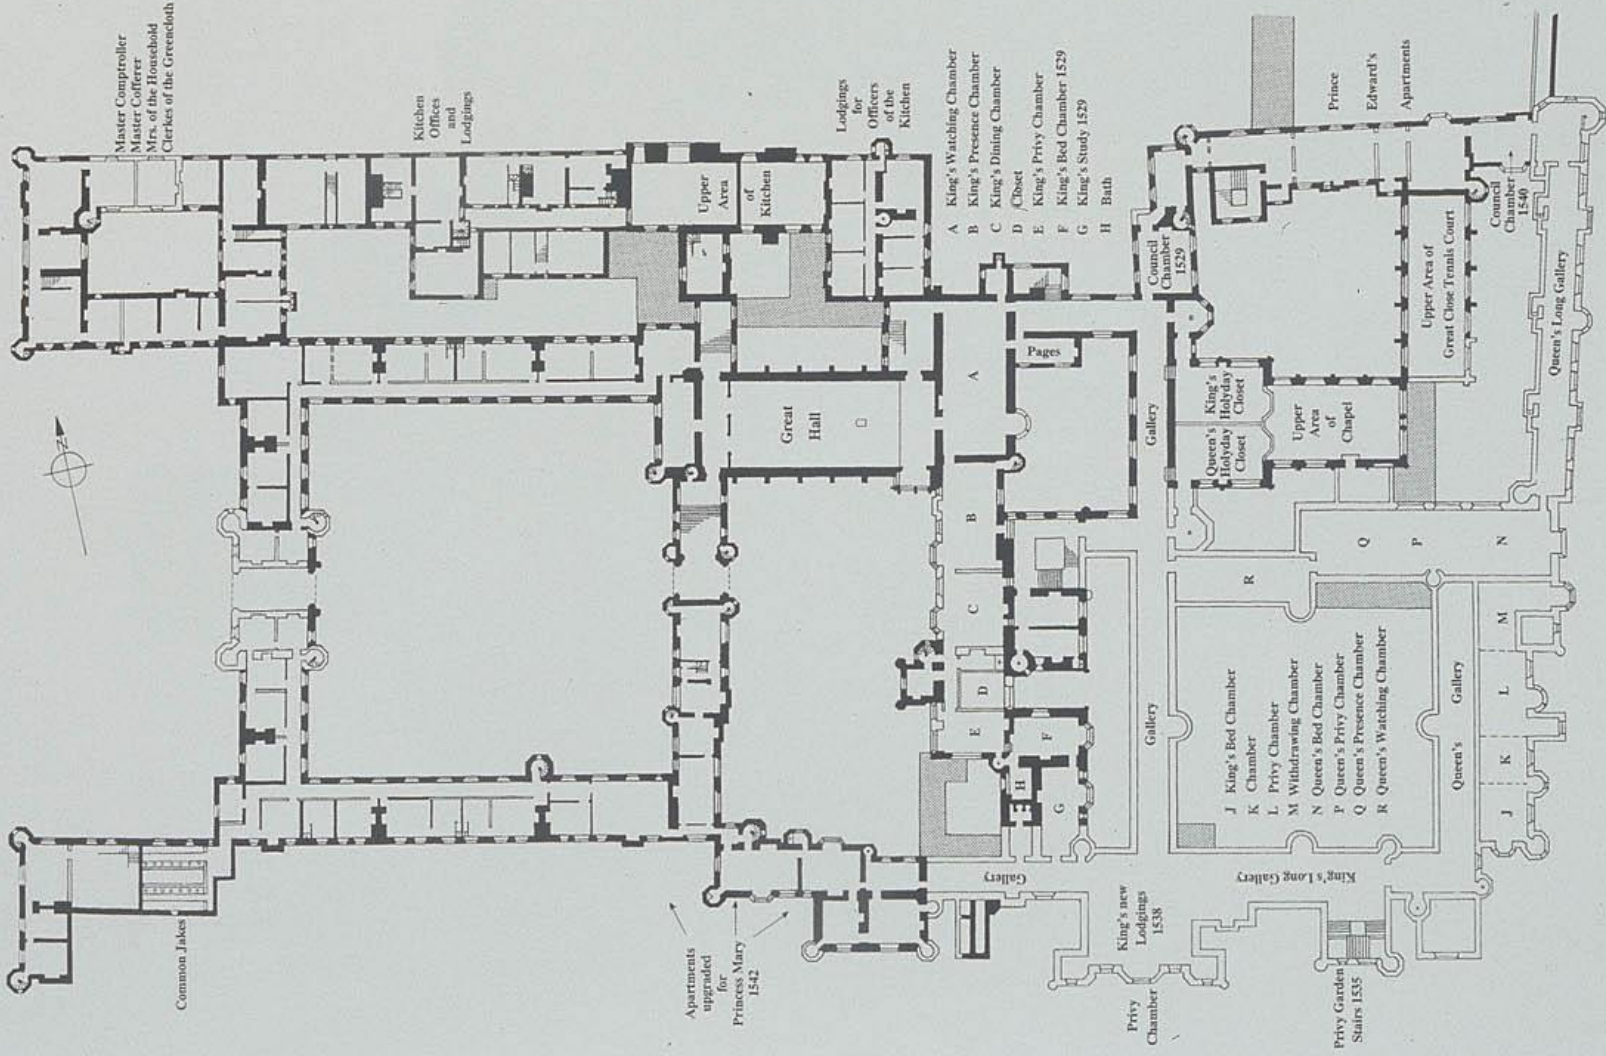 Master Comptroller
Master Cofferer
Mrs. of the Household
Clerkes of the Greencloth
Kitchen
Offices
and
Lodgings
Lodgings
for
Officers
of the
Kitchen
Upper
Area
of
Kitchen
A King's Watching Chamber
B King's Presence Chamber
C King's Dining Chamber
D /Closet
E King's Privy Chamber
F King's Bed Chamber 1529
G King's Study 1529
H Bath
Prince
Edward's
Apartments
Council
Chamber
1529
Council
Chamber
1540
Upper Area of
Great Close Tennis Court
Queen's Long Gallery
Pages
A
Great
Hall
Gallery
King's
Holyday
Closet
Queen's
Holyday
Closet
Upper
Area
of
Chapel
N
B
C
D
E
F
G
H
Q
P
N
R
Gallery
M
L
K
J
Queen's Gallery
J King's Bed Chamber
K Chamber
L Privy Chamber
M Withdrawing Chamber
N Queen's Bed Chamber
P Queen's Privy Chamber
Q Queen's Presence Chamber
R Queen's Watching Chamber
Gallery
King's Long Gallery
Common Jakes
Apartments
upgraded
for
Princess Mary
1542
King's new
Lodgings
1538
Privy
Chamber
Privy Garden
Stairs 1535